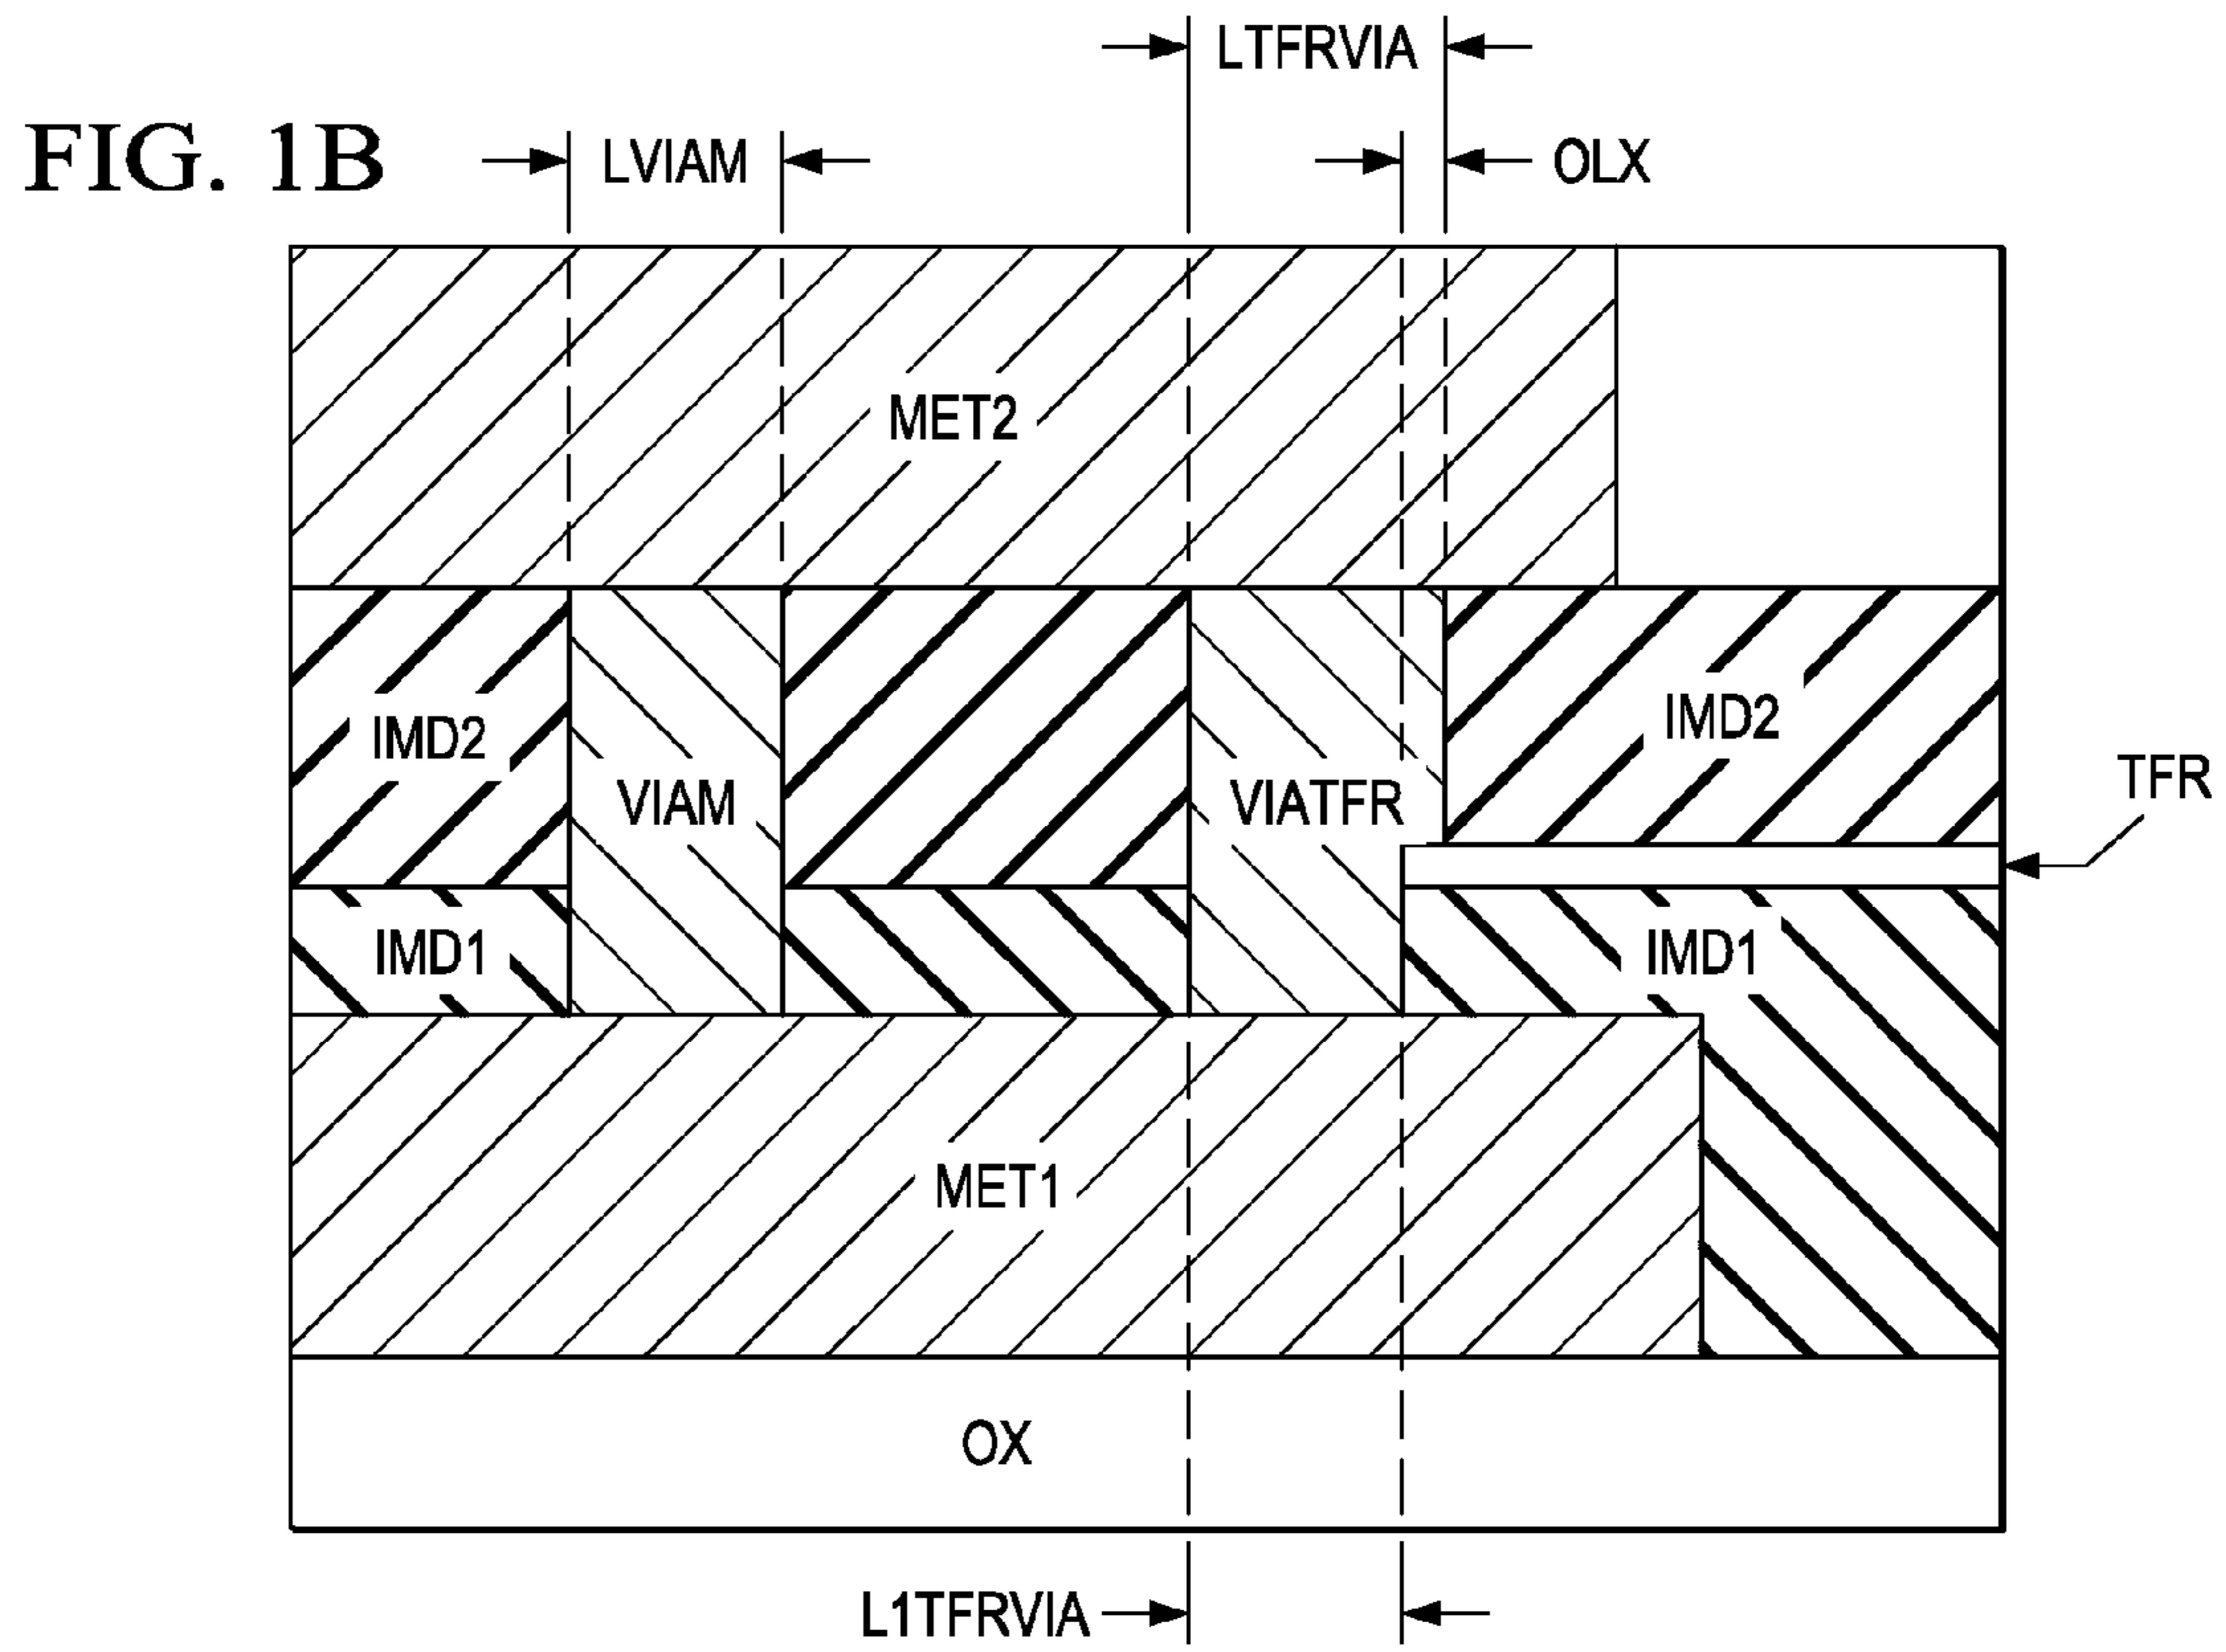 LTFRVIA
FIG. 1B
LVIAM
OLX
MET2
IMD2
IMD2
VIAM
VIATFR
TFR
IMD1
IMD1
MET1
OX
L1TFRVIA